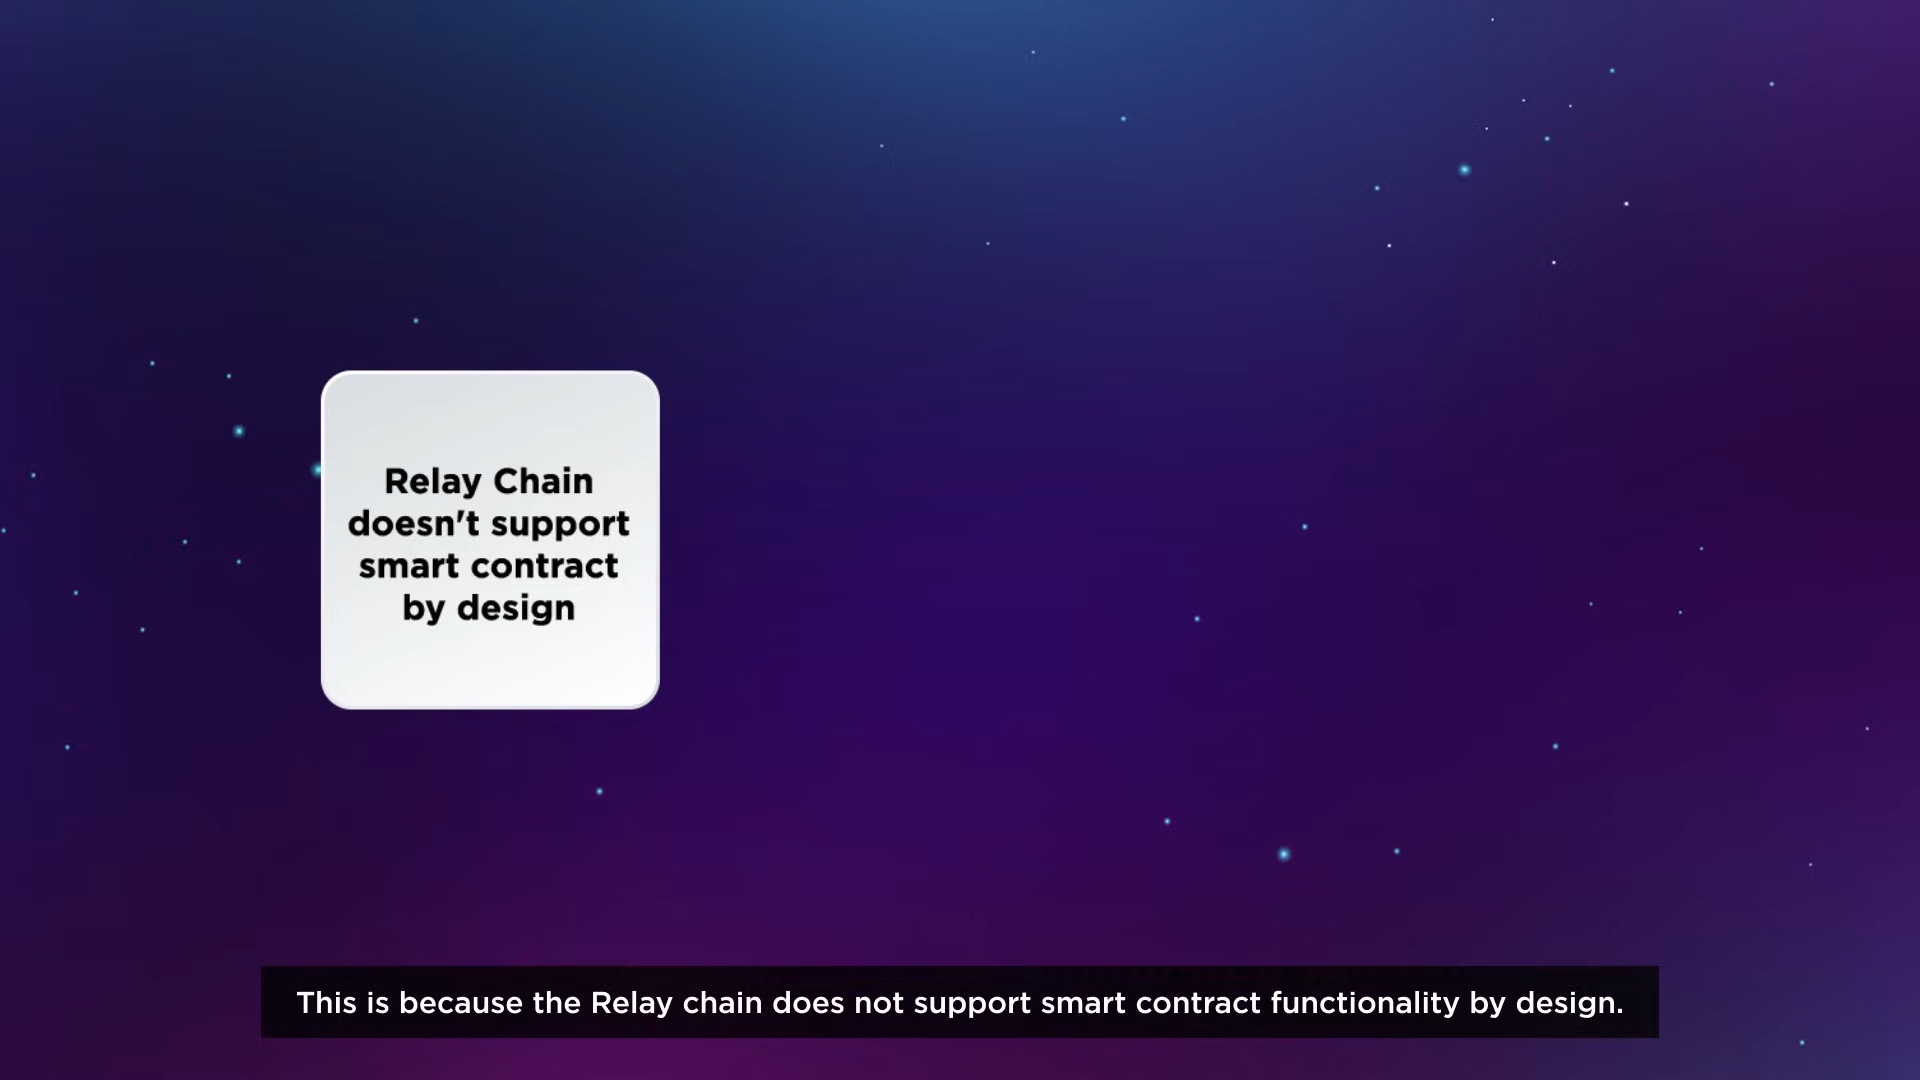 Relay Chain
doesn't support
smart contract
by design
This is because the Relay chain does not support smart contract functionality by design.